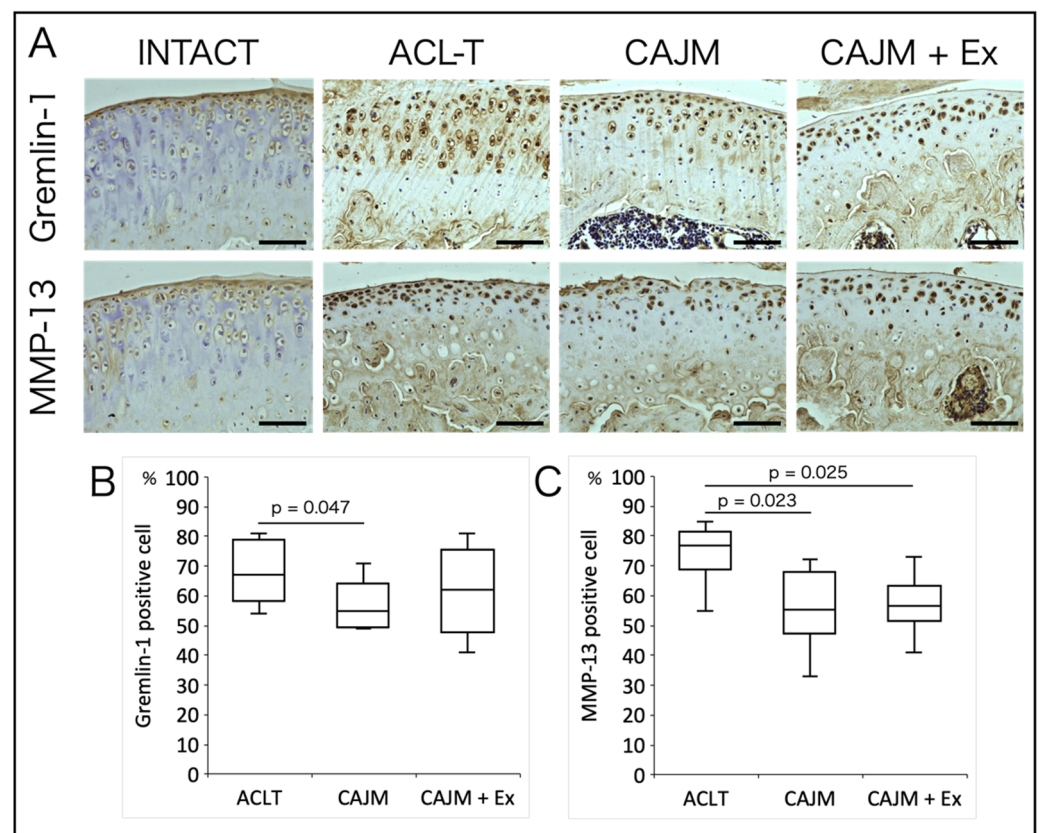 A
INTACT
ACL-T
CAJM
CAJM + Ex
Gremlin-1
MMP-13
B
% 100
90
80
70
60
50
40
30
20
10
0
Gremlin-1 positive cell
p = 0.047
ACLT
CAJM
CAJM + Ex
C
% 100
90
80
70
60
50
40
30
20
10
0
MMP-13 positive cell
p = 0.025
p = 0.023
ACLT
CAJM
CAJM + Ex